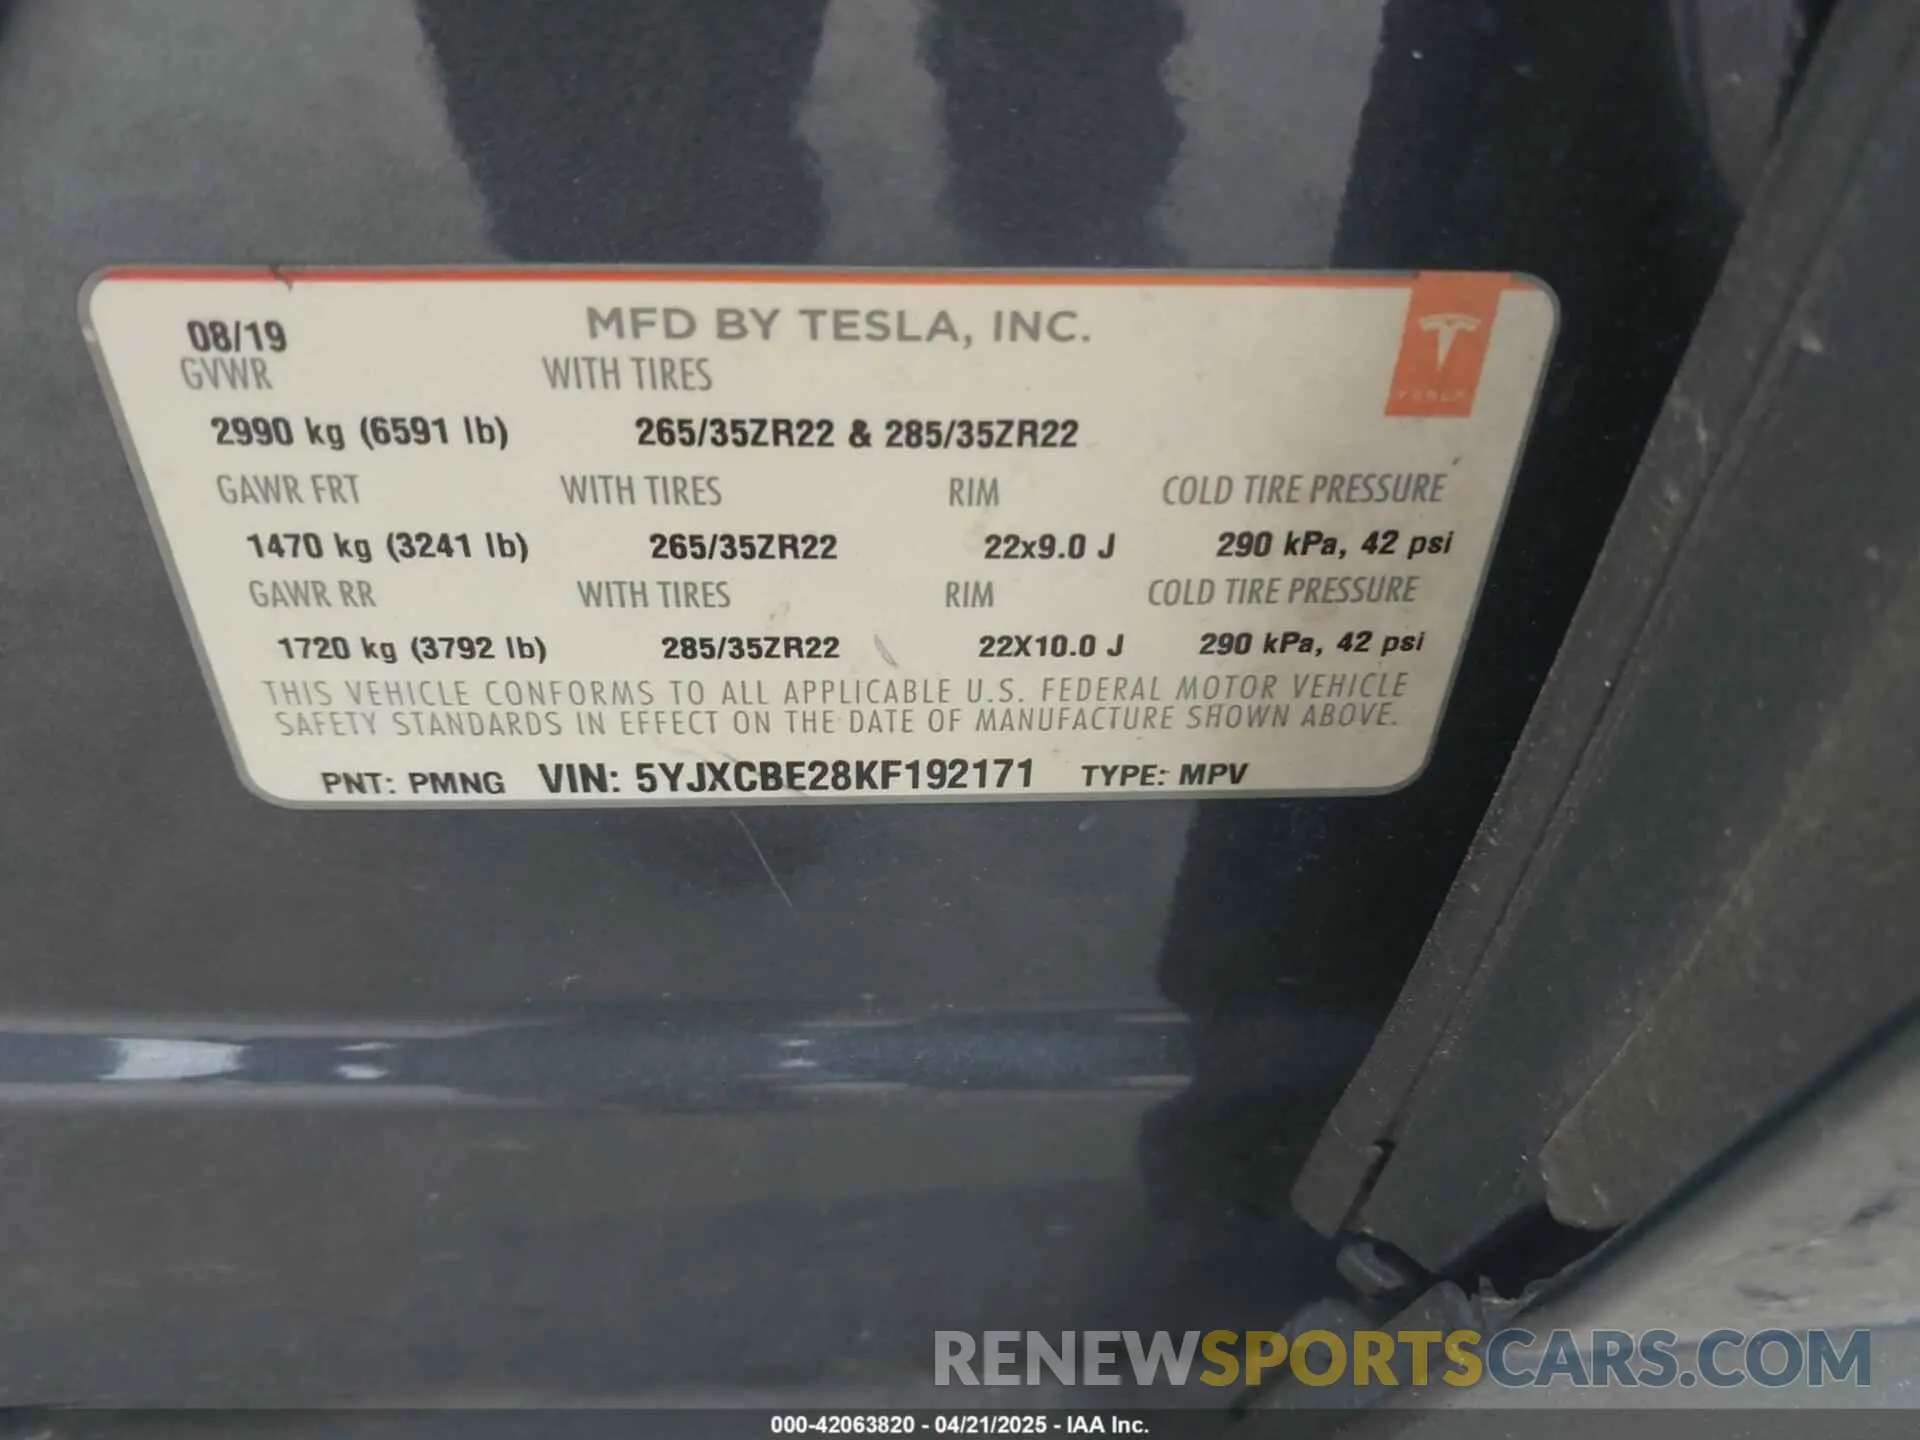 08/19 MFD BY TESLA, INC.
GVWR WITH TIRES
TESLA
2990 kg (6591 lb) 265/35ZR22 & 285/35ZR22
GAWR FRT WITH TIRES RIM COLD TIRE PRESSURE
1470 kg (3241 lb) 265/35ZR22 22x9.0 J 290 kPa, 42 psi
GAWR RR WITH TIRES RIM COLD TIRE PRESSURE
1720 kg (3792 lb) 285/35ZR22 22X10.0 J 290 kPa, 42 psi
THIS VEHICLE CONFORMS TO ALL APPLICABLE U.S. FEDERAL MOTOR VEHICLE
SAFETY STANDARDS IN EFFECT ON THE DATE OF MANUFACTURE SHOWN ABOVE.
PNT: PMNG VIN: 5YJXCBE28KF192171 TYPE: MPV
RENEWSPORTSCARS.COM
000-42063820 - 04/21/2025 - IAA Inc.